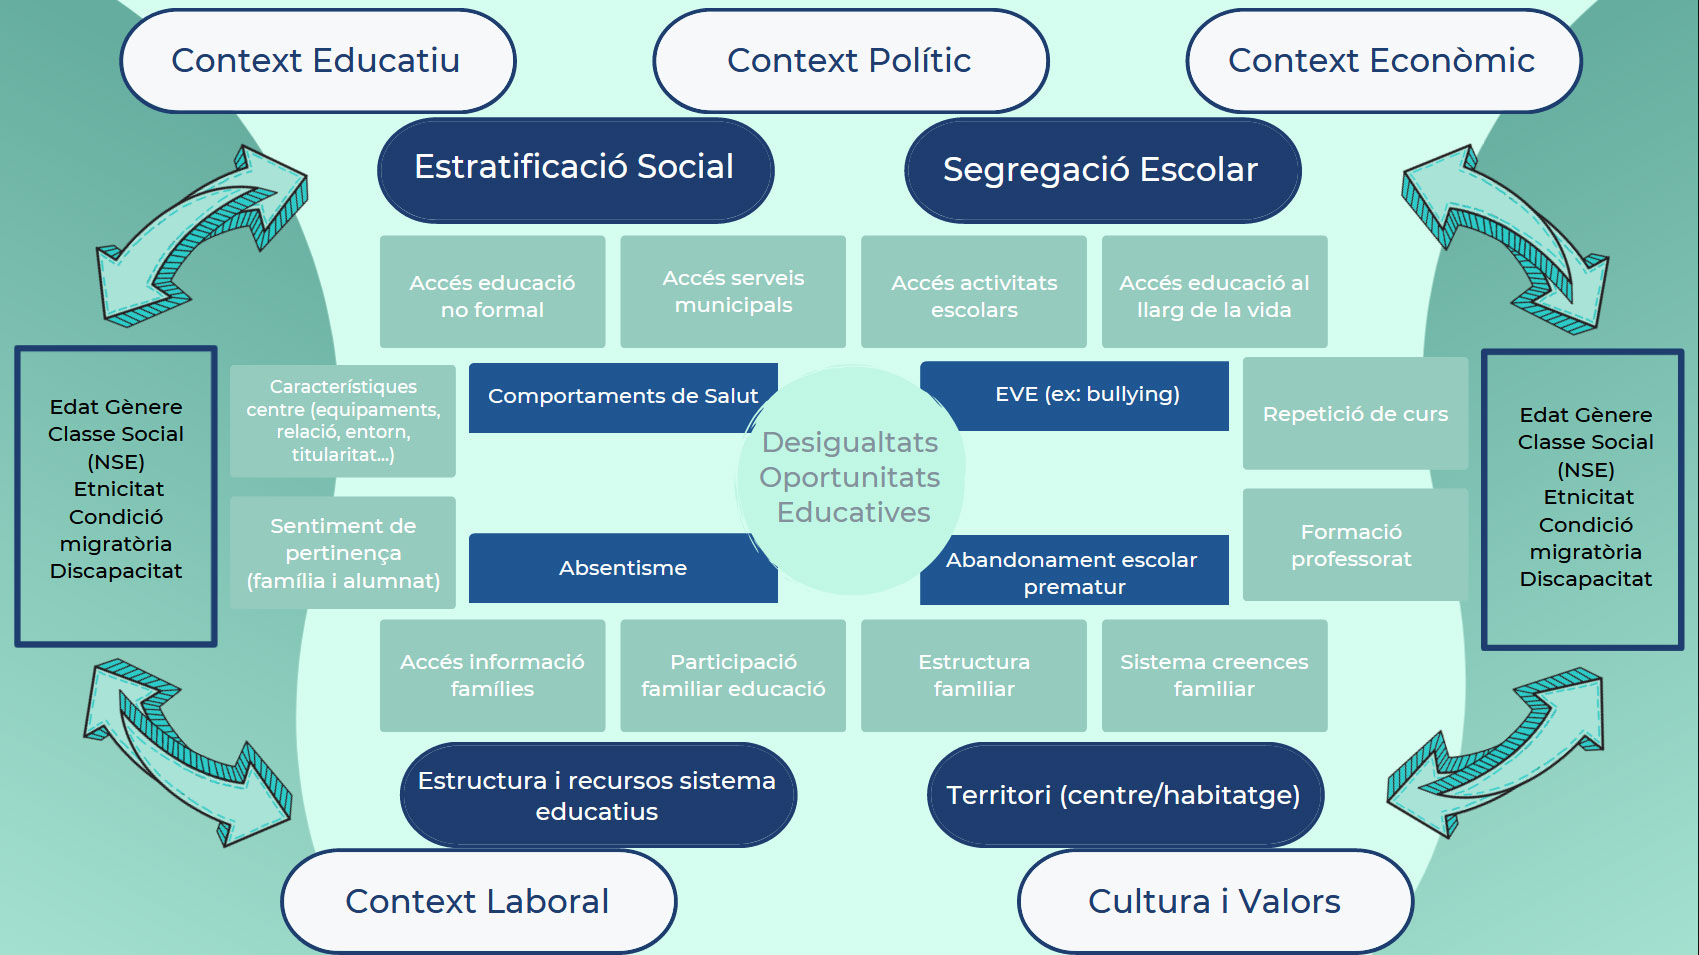 Context Educatiu
Context Polític
Context Econòmic
Estratificació Social
Segregació Escolar
Accés educació
no formal
Accés serveis
municipals
Accés activitats
escolars
Accés educació al
llarg de la vida
Edat Gènere
Classe Social
(NSE)
Etnicitat
Condició
migratòria
Discapacitat
Característiques
centre (equipaments,
relació, entorn,
titularitat...)
Sentiment de
pertinença
(família i alumnat)
Comportaments de Salut
Absentisme
Desigualtats
Oportunitats
Educatives
EVE (ex: bullying)
Abandonament escolar
prematur
Repetició de curs
Formació
professorat
Edat Gènere
Classe Social
(NSE)
Etnicitat
Condició
migratòria
Discapacitat
Accés informació
famílies
Participació
familiar educació
Estructura
familiar
Sistema creences
familiar
Estructura i recursos sistema
educatius
Territori (centre/habitatge)
Context Laboral
Cultura i Valors